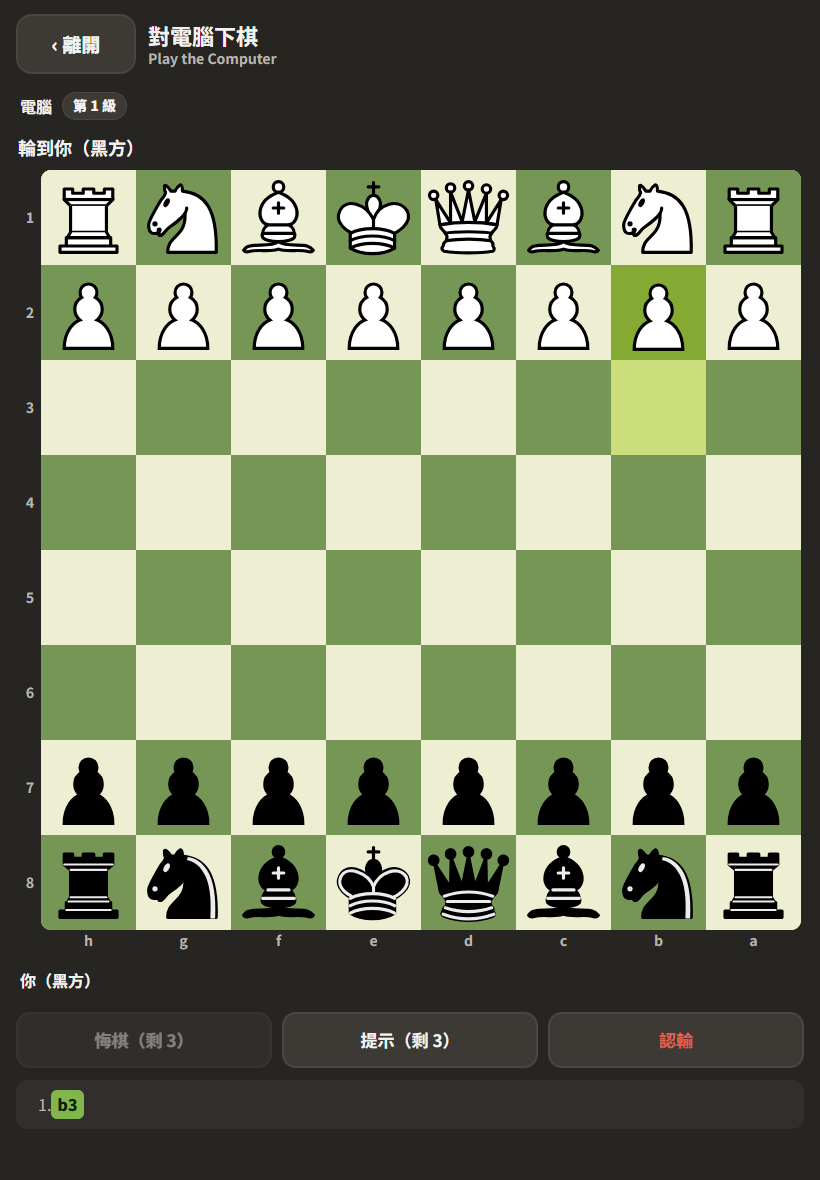 ‹ 離開
對電腦下棋
Play the Computer
電腦 第 1 級
輪到你（黑方）
1
2
3
4
5
6
7
8
h g f e d c b a
你（黑方）
悔棋（剩 3） 提示（剩 3） 認輸
1. b3